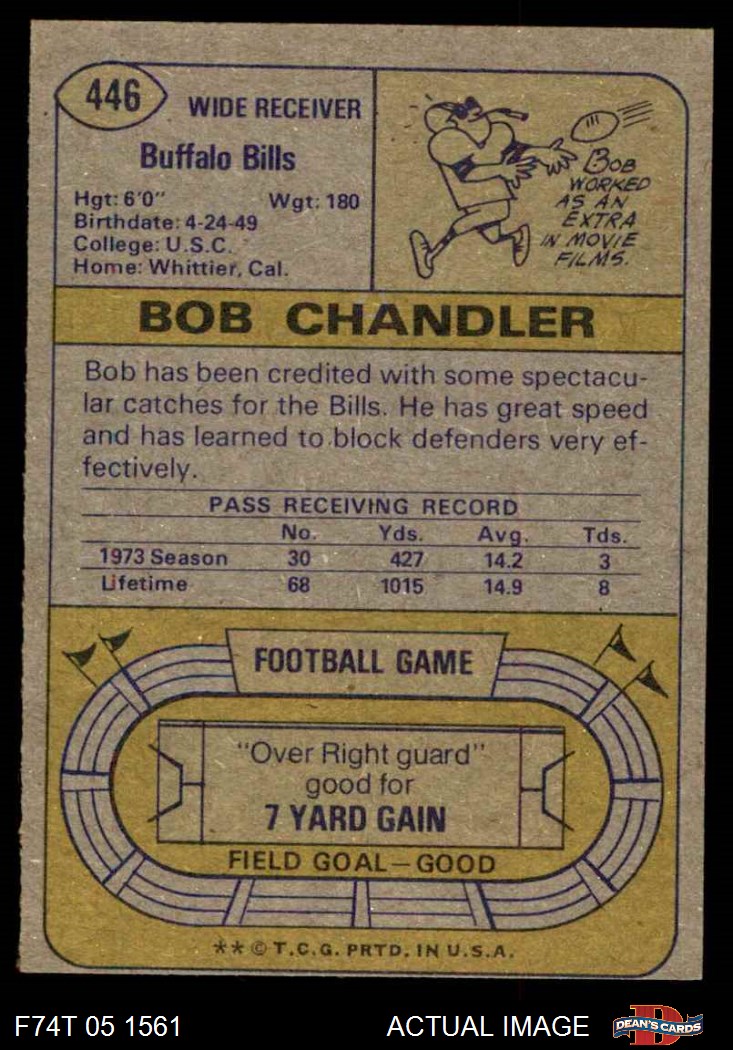 446
WIDE RECEIVER
Buffalo Bills
Hgt: 6'0" Wgt: 180
Birthdate: 4-24-49
College: U.S.C.
Home: Whittier, Cal.
BOB
WORKED
AS AN
EXTRA
IN MOVIE
FILMS.
BOB CHANDLER
Bob has been credited with some spectacu-
lar catches for the Bills. He has great speed
and has learned to block defenders very ef-
fectively.
PASS RECEIVING RECORD
No. Yds. Avg. Tds.
1973 Season 30 427 14.2 3
Lifetime 68 1015 14.9 8
FOOTBALL GAME
"Over Right guard"
good for
7 YARD GAIN
FIELD GOAL—GOOD
**© T.C.G. PRTD. IN U.S.A.
F74T 05 1561 ACTUAL IMAGE D DEAN'S CARDS